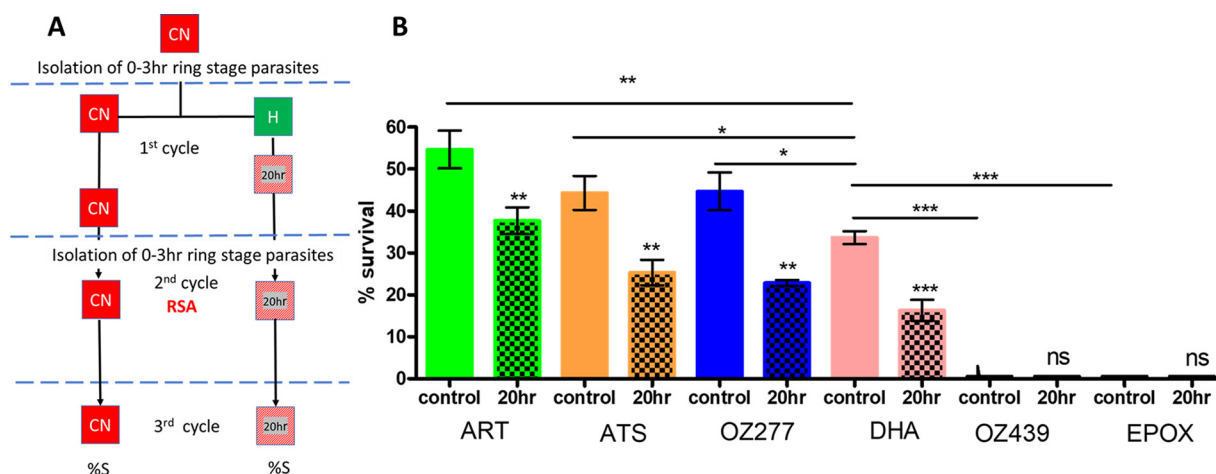 A
CN
Isolation of 0-3hr ring stage parasites
CN
H
1st cycle
20hr
CN
Isolation of 0-3hr ring stage parasites
2nd cycle
CN
RSA
20hr
CN
3rd cycle
20hr
%S
%S
B
% survival
60
50
40
30
20
10
0
**
*
*
***
***
**
**
**
***
ns
ns
control 20hr control 20hr control 20hr control 20hr control 20hr control 20hr
ART ATS OZ277 DHA OZ439 EPOX